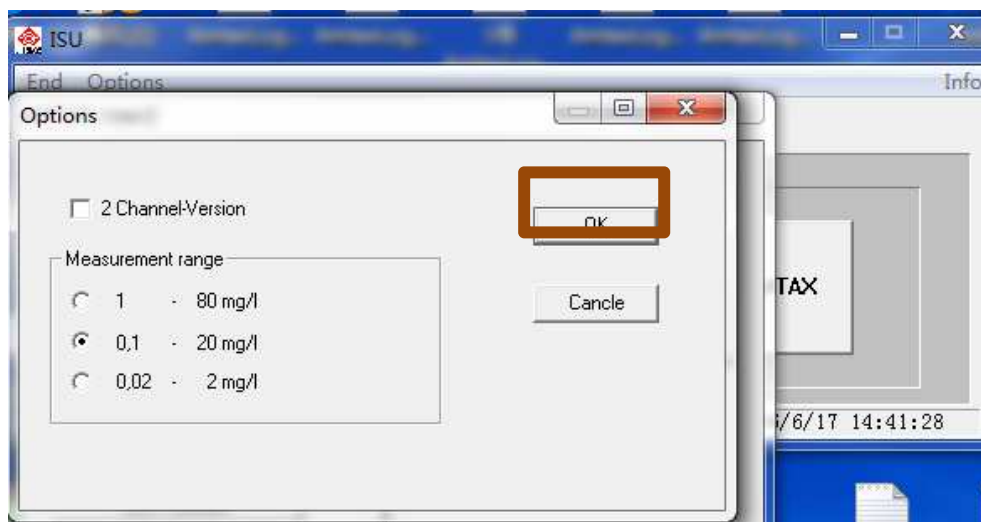 ISU
End Options Info
Options
2 Channel-Version
OK
Measurement range
1 - 80 mg/l
Cancle
TAX
0,1 - 20 mg/l
0,02 - 2 mg/l
/6/17 14:41:28